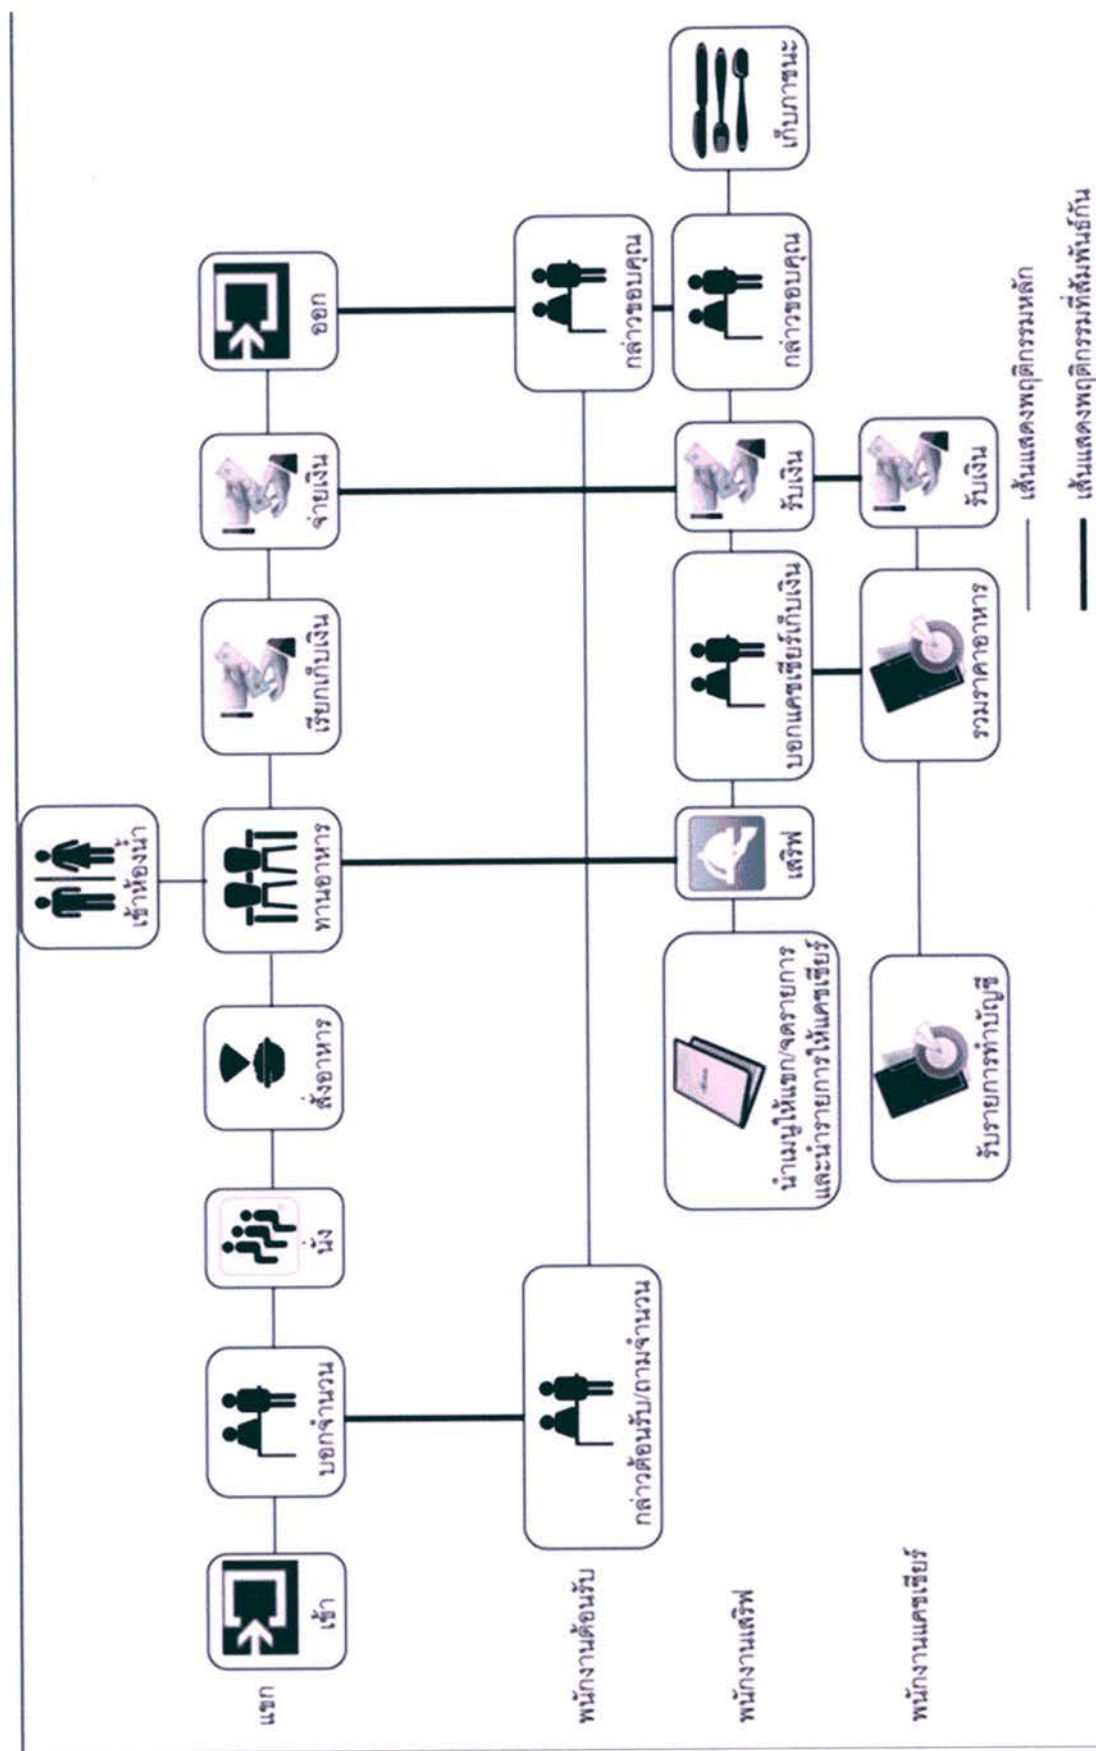 เข้าห้องน้ำ
แขก
เข้า
บอกจำนวน
นั่ง
สั่งอาหาร
ทานอาหาร
เรียกเก็บเงิน
จ่ายเงิน
ออก
พนักงานต้อนรับ
กล่าวต้อนรับ/ถามจำนวน
กล่าวขอบคุณ
พนักงานเสริฟ
นำเมนูให้แขก/จดรายการ
และนำรายการให้แคชเชียร์
เสริฟ
บอกแคชเชียร์เก็บเงิน
รับเงิน
กล่าวขอบคุณ
เก็บภาชนะ
พนักงานแคชเชียร์
รับรายการทำบัญชี
รวมราคาอาหาร
รับเงิน
เส้นแสดงพฤติกรรมหลัก
เส้นแสดงพฤติกรรมที่สัมพันธ์กัน